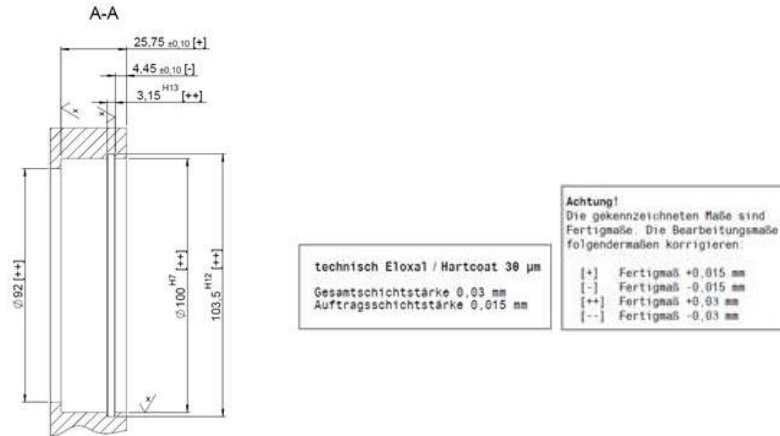 A-A
25,75 ±0,10 [+]
4,45 ±0,10 [-]
3,15 H13 [++]
x
x
∅92 [++]
∅100 H7 [++]
103,5 H12 [++]
x
technisch Eloxal / Hartcoat 30 µm
Gesamtschichtstärke 0,03 mm
Auftragsschichtstärke 0,015 mm
Achtung!
Die gekennzeichneten Maße sind
Fertigmaße. Die Bearbeitungsmaße
folgendermaßen korrigieren:
[+] Fertigmaß +0,015 mm
[-] Fertigmaß -0,015 mm
[++] Fertigmaß +0,03 mm
[--] Fertigmaß -0,03 mm